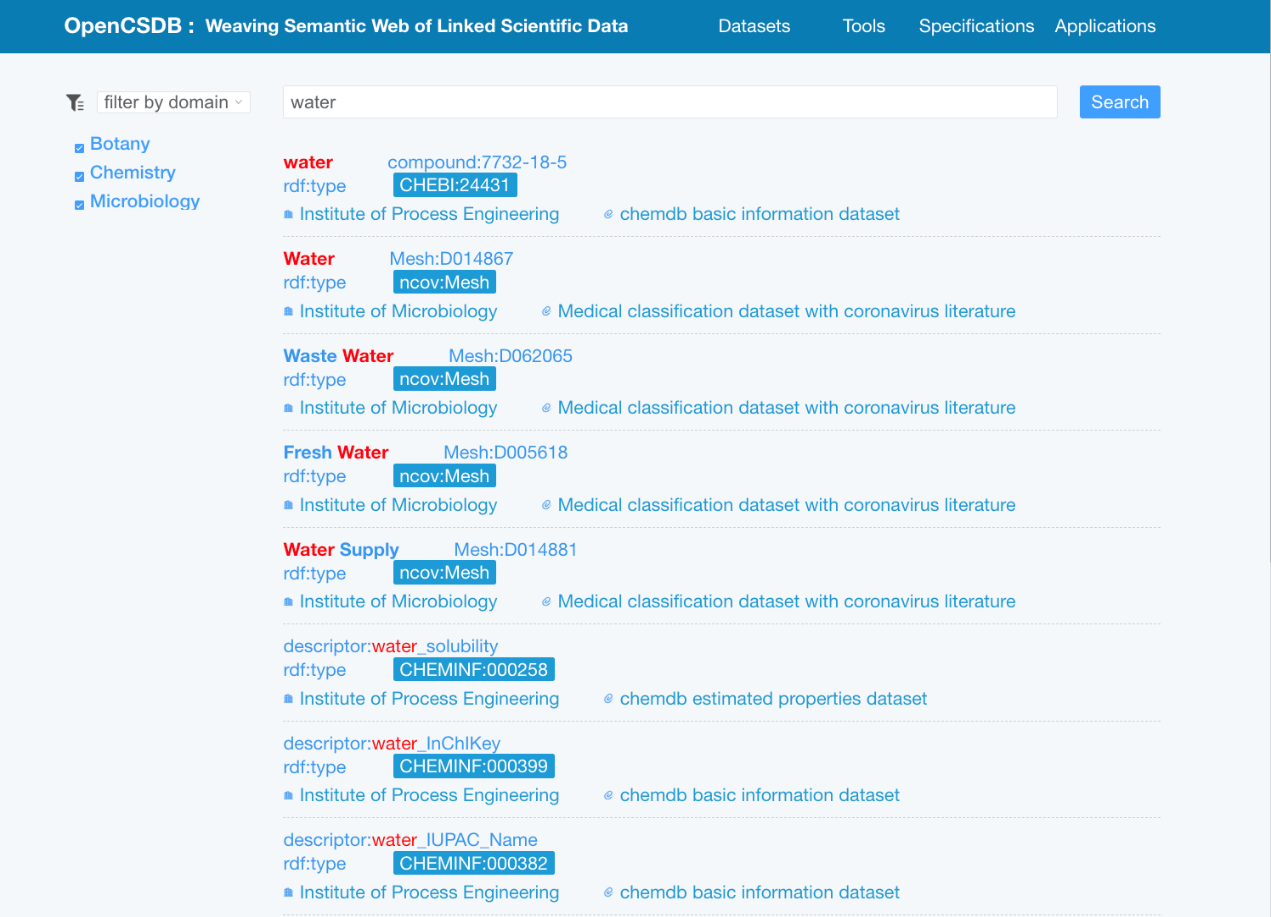 OpenCSDB : Weaving Semantic Web of Linked Scientific Data Datasets Tools Specifications Applications
filter by domain
Botany
Chemistry
Microbiology
water Search
water compound:7732-18-5
rdf:type CHEBI:24431
Institute of Process Engineering chemdb basic information dataset
Water Mesh:D014867
rdf:type ncov:Mesh
Institute of Microbiology Medical classification dataset with coronavirus literature
Waste Water Mesh:D062065
rdf:type ncov:Mesh
Institute of Microbiology Medical classification dataset with coronavirus literature
Fresh Water Mesh:D005618
rdf:type ncov:Mesh
Institute of Microbiology Medical classification dataset with coronavirus literature
Water Supply Mesh:D014881
rdf:type ncov:Mesh
Institute of Microbiology Medical classification dataset with coronavirus literature
descriptor:water_solubility
rdf:type CHEMINF:000258
Institute of Process Engineering chemdb estimated properties dataset
descriptor:water_InChIKey
rdf:type CHEMINF:000399
Institute of Process Engineering chemdb basic information dataset
descriptor:water_IUPAC_Name
rdf:type CHEMINF:000382
Institute of Process Engineering chemdb basic information dataset